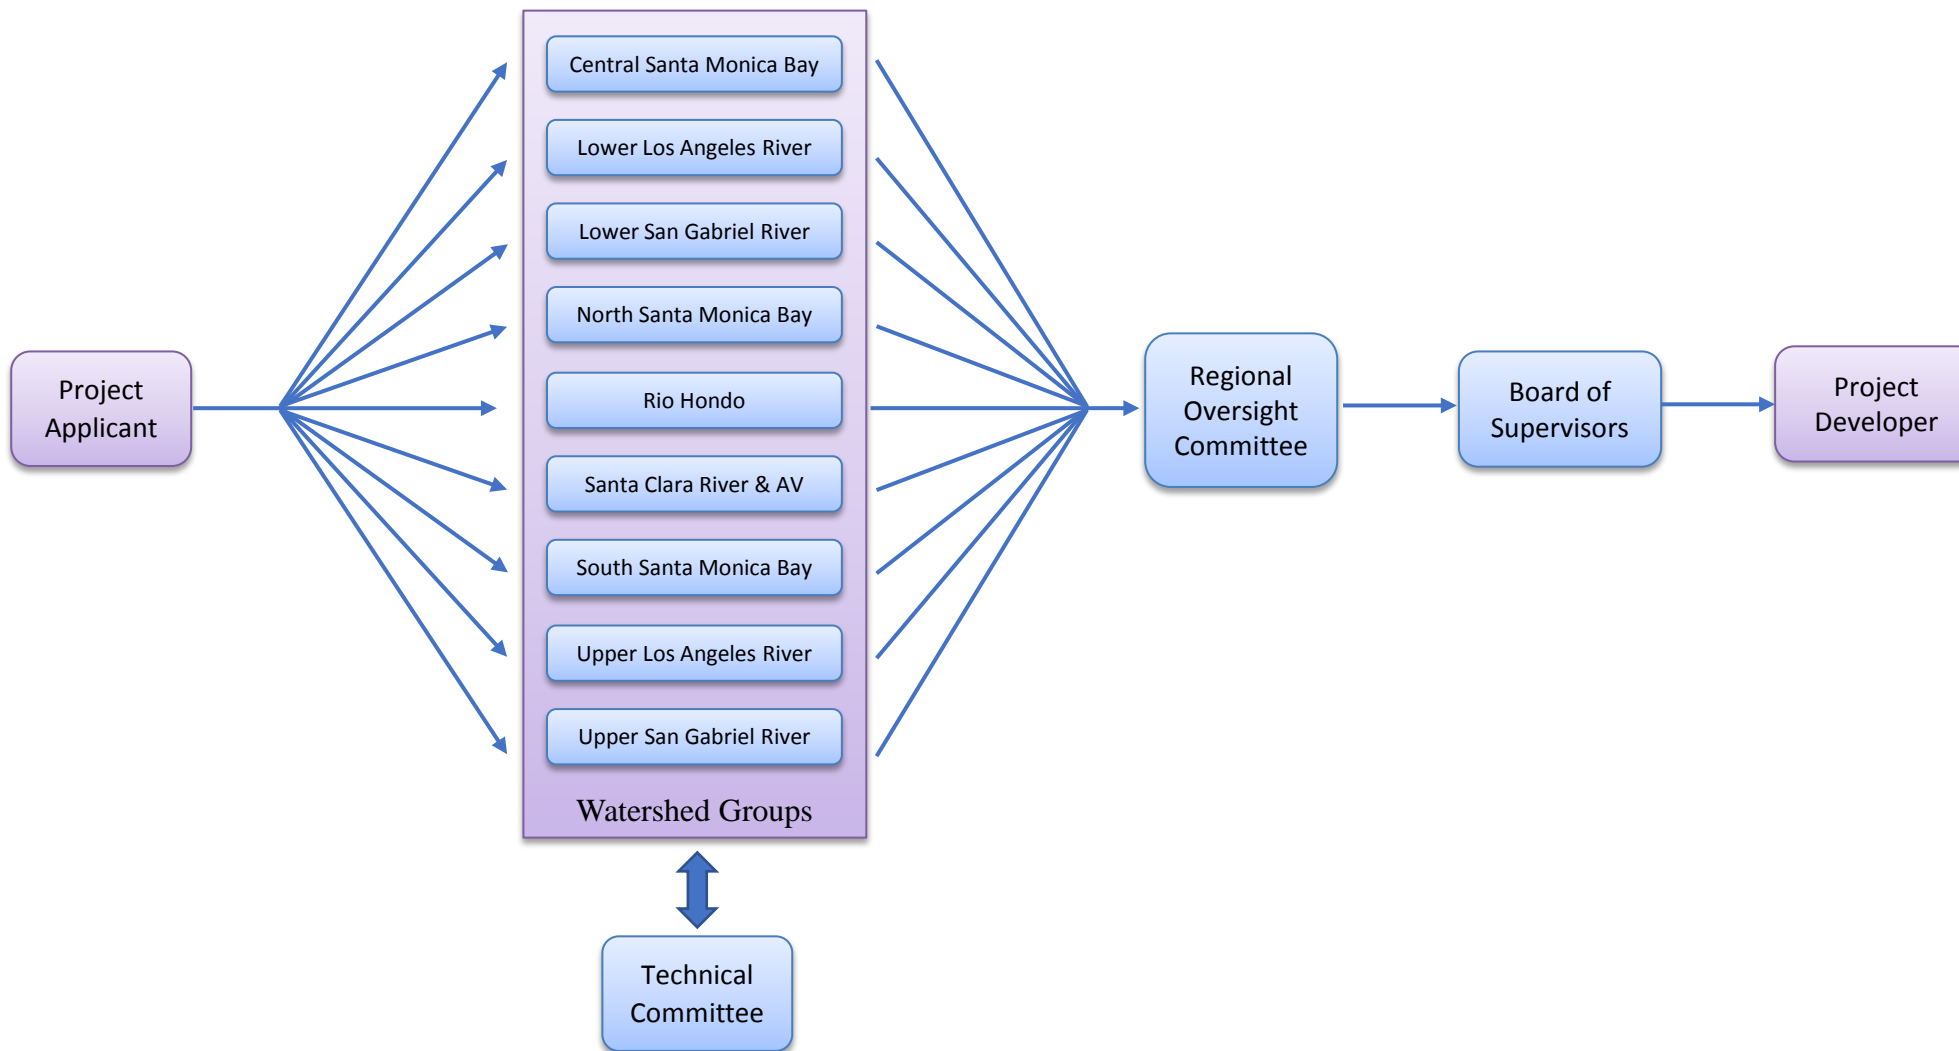 Project
Applicant
Central Santa Monica Bay
Lower Los Angeles River
Lower San Gabriel River
North Santa Monica Bay
Rio Hondo
Santa Clara River & AV
South Santa Monica Bay
Upper Los Angeles River
Upper San Gabriel River
Watershed Groups
Technical
Committee
Regional
Oversight
Committee
Board of
Supervisors
Project
Developer